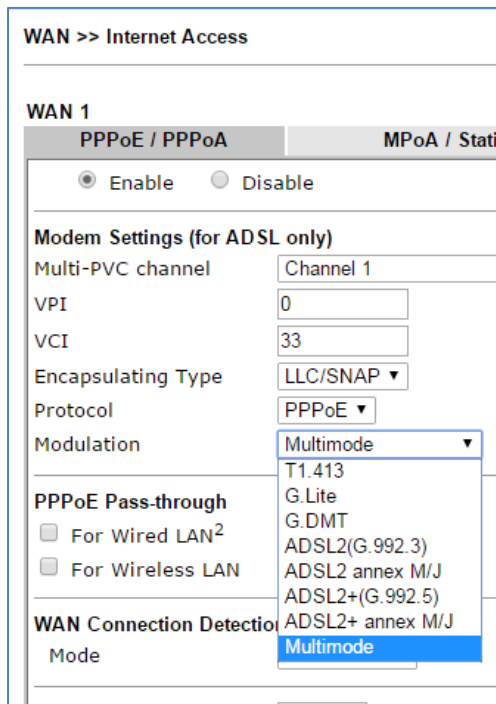 WAN >> Internet Access
WAN 1
PPPoE / PPPoA MPoA / Stati
Enable Disable
Modem Settings (for ADSL only)
Multi-PVC channel Channel 1
VPI 0
VCI 33
Encapsulating Type LLC/SNAP ▼
Protocol PPPoE ▼
Modulation Multimode ▼
T1.413
G.Lite
G.DMT
ADSL2(G.992.3)
ADSL2 annex M/J
ADSL2+(G.992.5)
ADSL2+ annex M/J
Multimode
PPPoE Pass-through
For Wired LAN2
For Wireless LAN
WAN Connection Detection
Mode